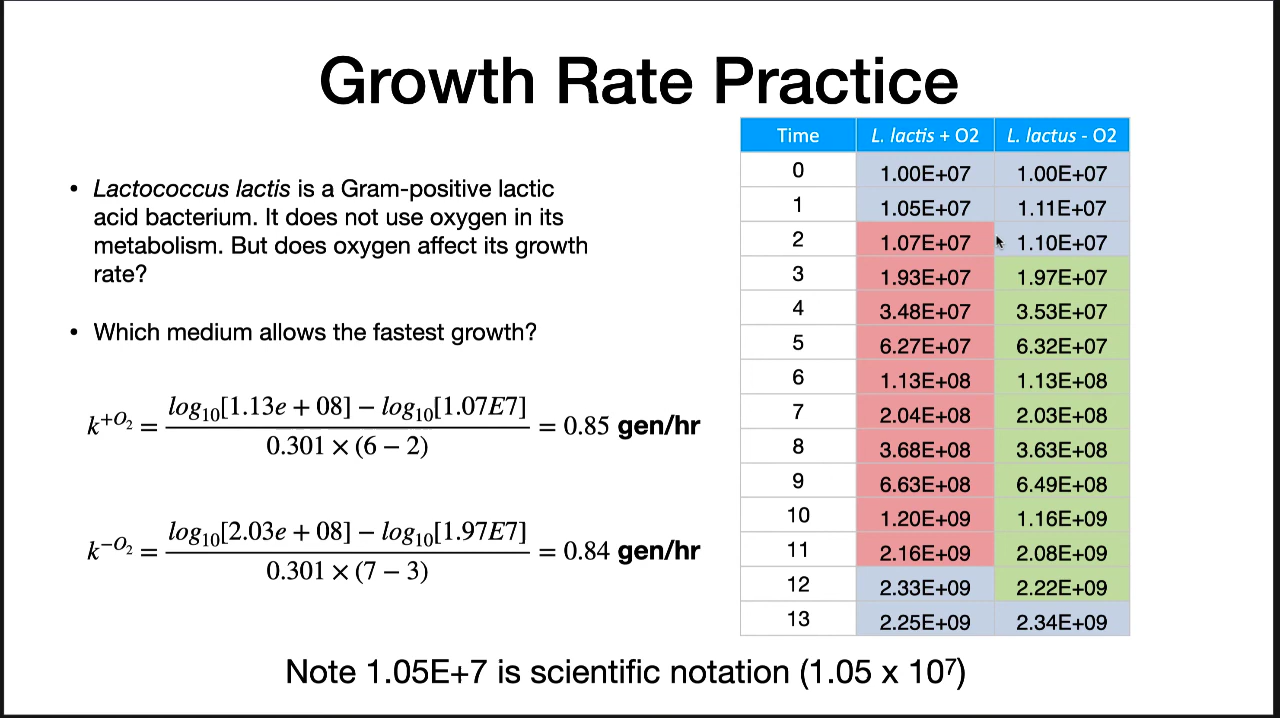 Growth Rate Practice
• Lactococcus lactis is a Gram-positive lactic
acid bacterium. It does not use oxygen in its
metabolism. But does oxygen affect its growth
rate?
• Which medium allows the fastest growth?
k^{+O₂} = (log₁₀[1.13e + 08] − log₁₀[1.07E7]) / (0.301 × (6 − 2)) = 0.85 gen/hr
k^{−O₂} = (log₁₀[2.03e + 08] − log₁₀[1.97E7]) / (0.301 × (7 − 3)) = 0.84 gen/hr
Time L. lactis + O2 L. lactus - O2
0 1.00E+07 1.00E+07
1 1.05E+07 1.11E+07
2 1.07E+07 1.10E+07
3 1.93E+07 1.97E+07
4 3.48E+07 3.53E+07
5 6.27E+07 6.32E+07
6 1.13E+08 1.13E+08
7 2.04E+08 2.03E+08
8 3.68E+08 3.63E+08
9 6.63E+08 6.49E+08
10 1.20E+09 1.16E+09
11 2.16E+09 2.08E+09
12 2.33E+09 2.22E+09
13 2.25E+09 2.34E+09
Note 1.05E+7 is scientific notation (1.05 x 10⁷)